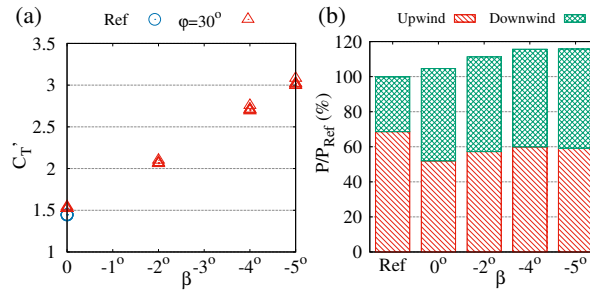 (a)
Ref
φ=30°
3.5
3
2.5
2
1.5
1
C_T'
0 -1° -2° -3° -4° -5°
β
(b)
Upwind
Downwind
120
100
80
60
40
20
0
P/P_Ref (%)
Ref 0° -2° -4° -5°
β